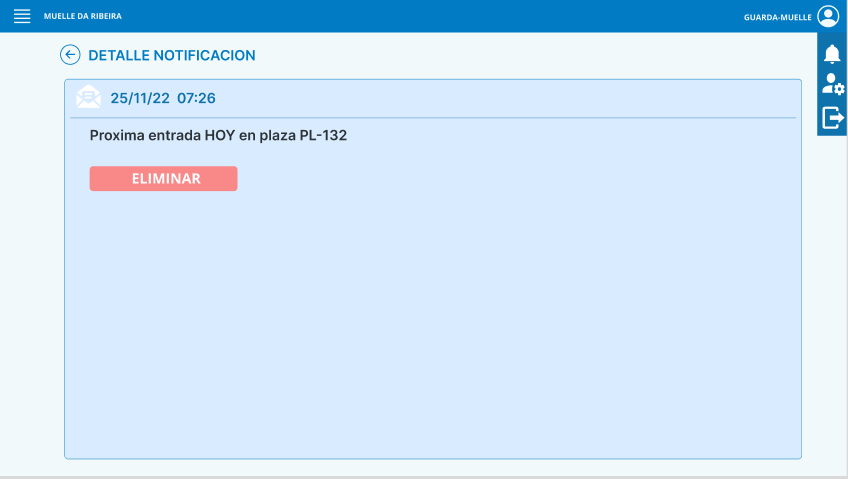 MUELLE DA RIBEIRA
GUARDA-MUELLE
DETALLE NOTIFICACION
25/11/22 07:26
Proxima entrada HOY en plaza PL-132
ELIMINAR